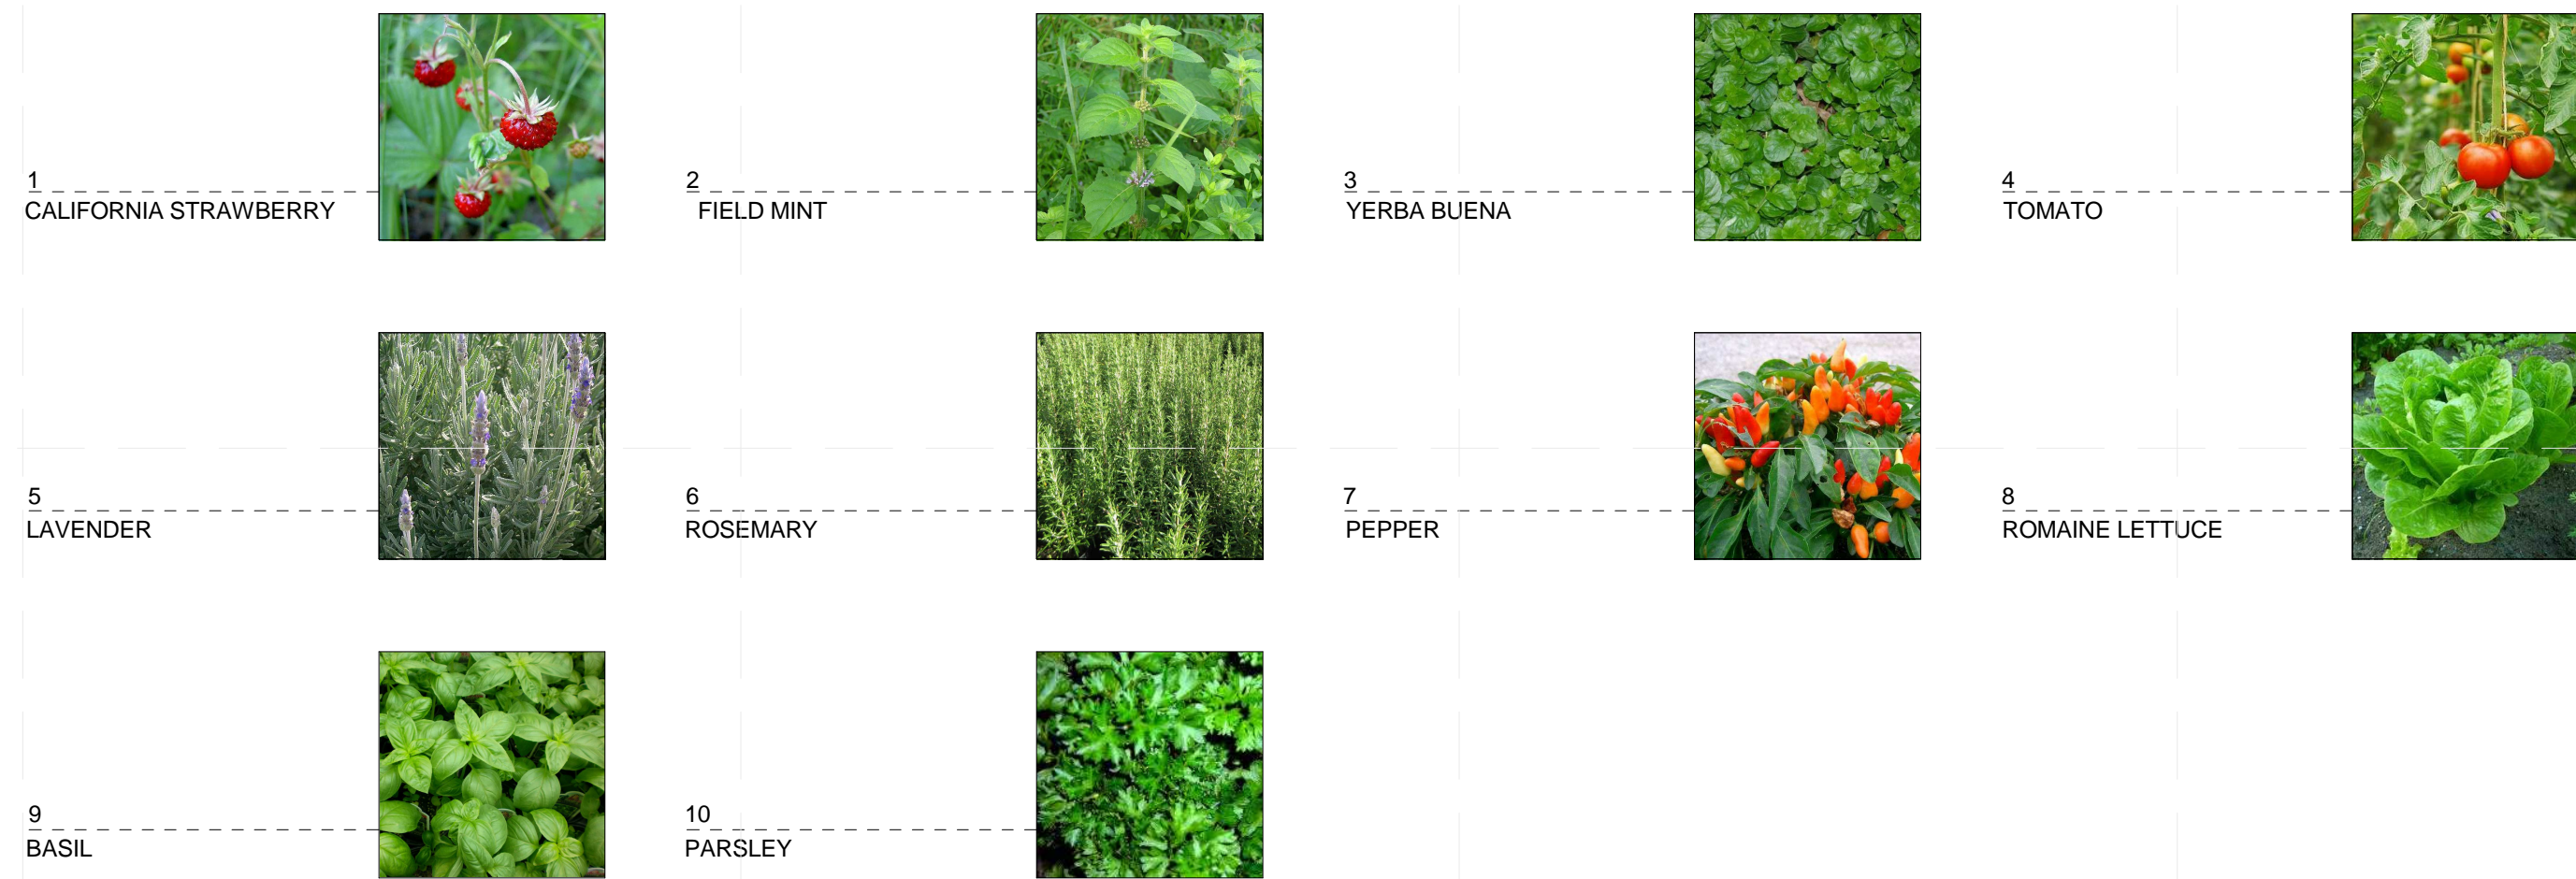 1
CALIFORNIA STRAWBERRY
2
FIELD MINT
3
YERBA BUENA
4
TOMATO
5
LAVENDER
6
ROSEMARY
7
PEPPER
8
ROMAINE LETTUCE
9
BASIL
10
PARSLEY